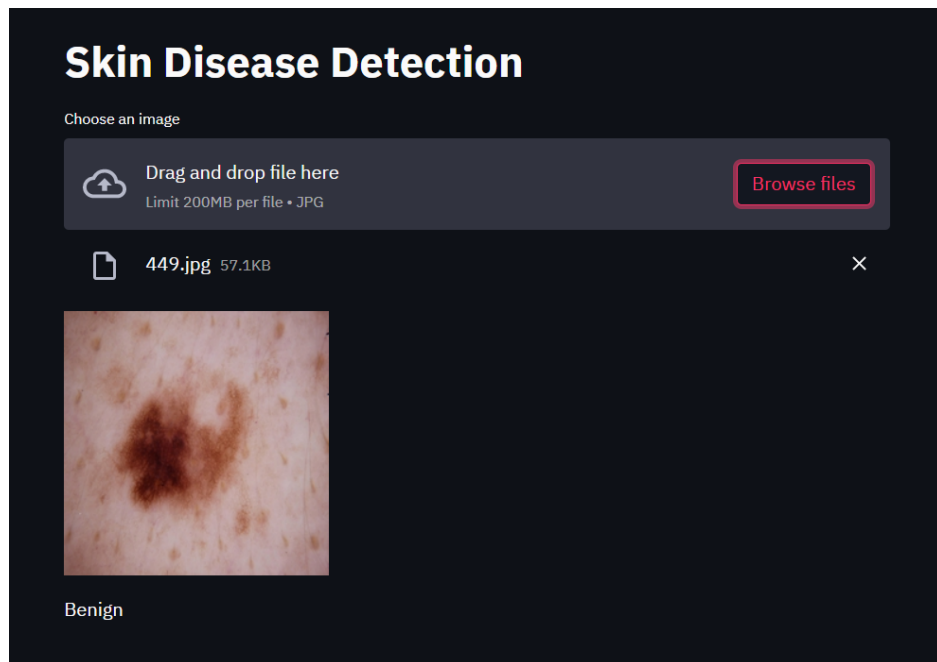 Skin Disease Detection
Choose an image
Drag and drop file here
Limit 200MB per file • JPG
Browse files
449.jpg 57.1KB
Benign